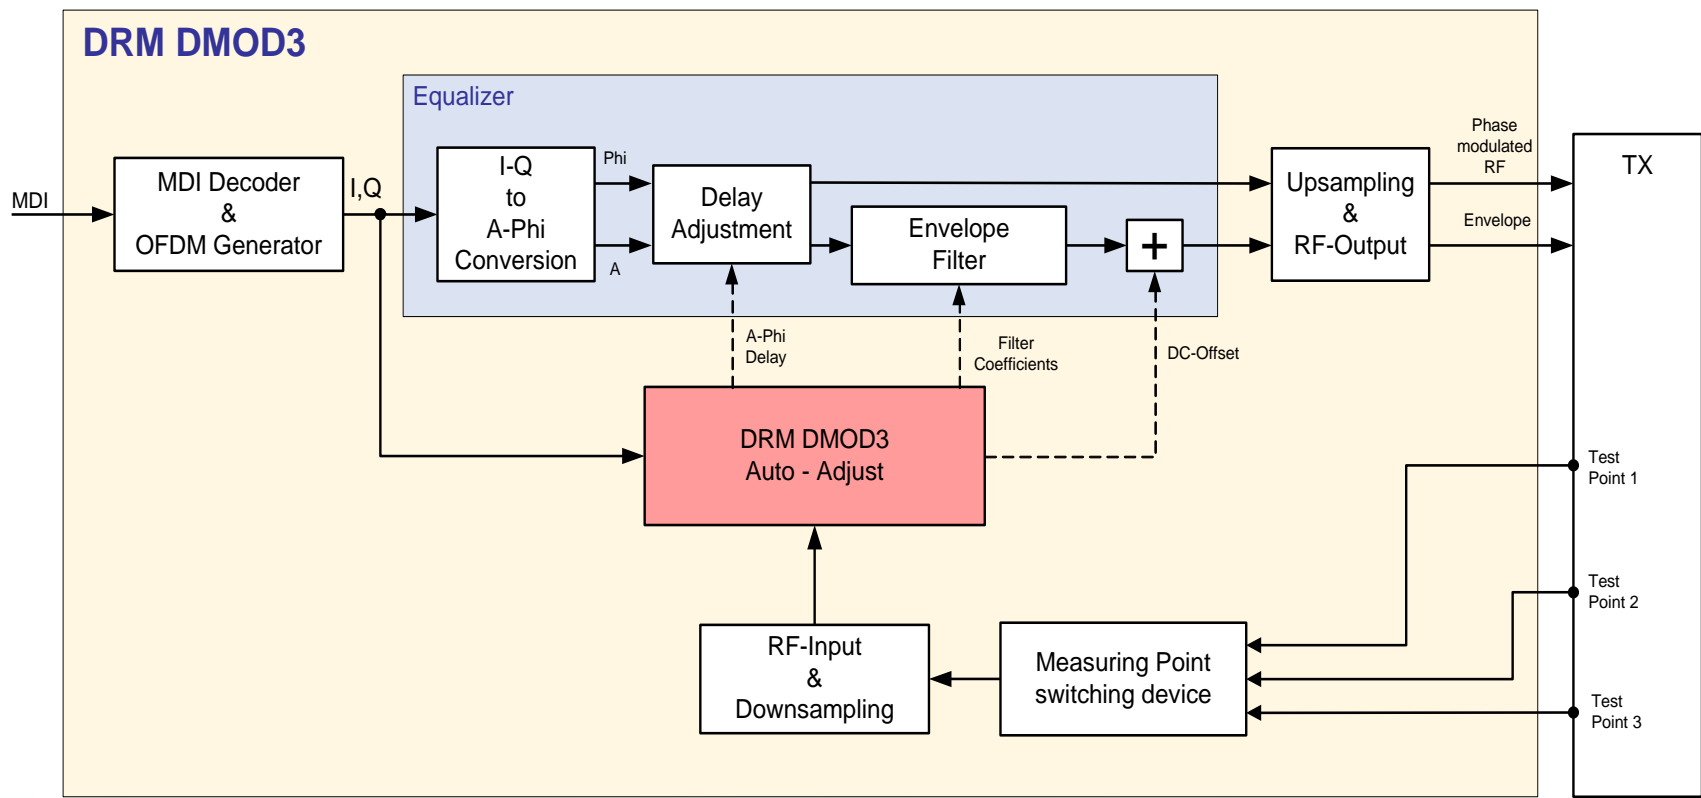 DRM DMOD3
Equalizer
MDI
MDI Decoder
&
OFDM Generator
I,Q
I-Q
to
A-Phi
Conversion
Phi
A
Delay
Adjustment
Envelope
Filter
+
Upsampling
&
RF-Output
Phase
modulated
RF
Envelope
TX
A-Phi
Delay
Filter
Coefficients
DC-Offset
DRM DMOD3
Auto - Adjust
Test
Point 1
Test
Point 2
Test
Point 3
RF-Input
&
Downsampling
Measuring Point
switching device